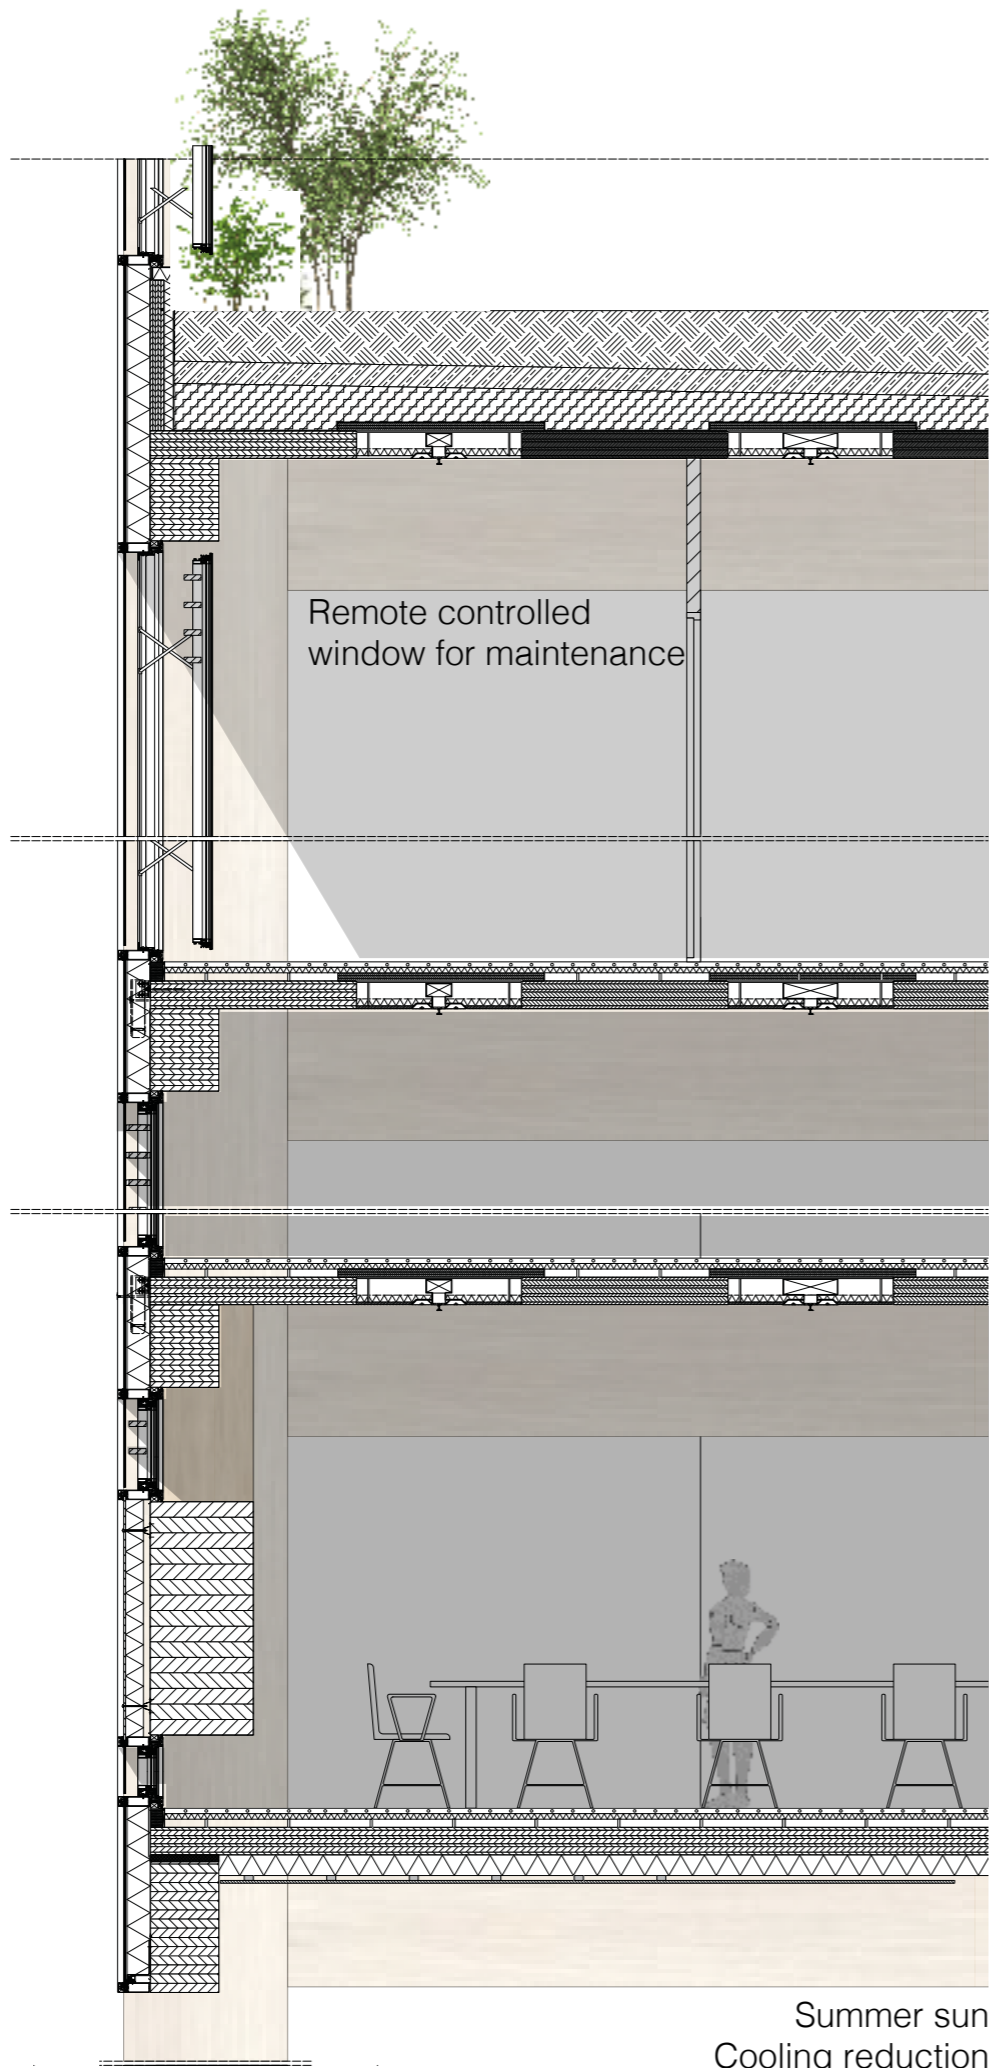 Remote controlled
window for maintenance
Summer sun
Cooling reduction